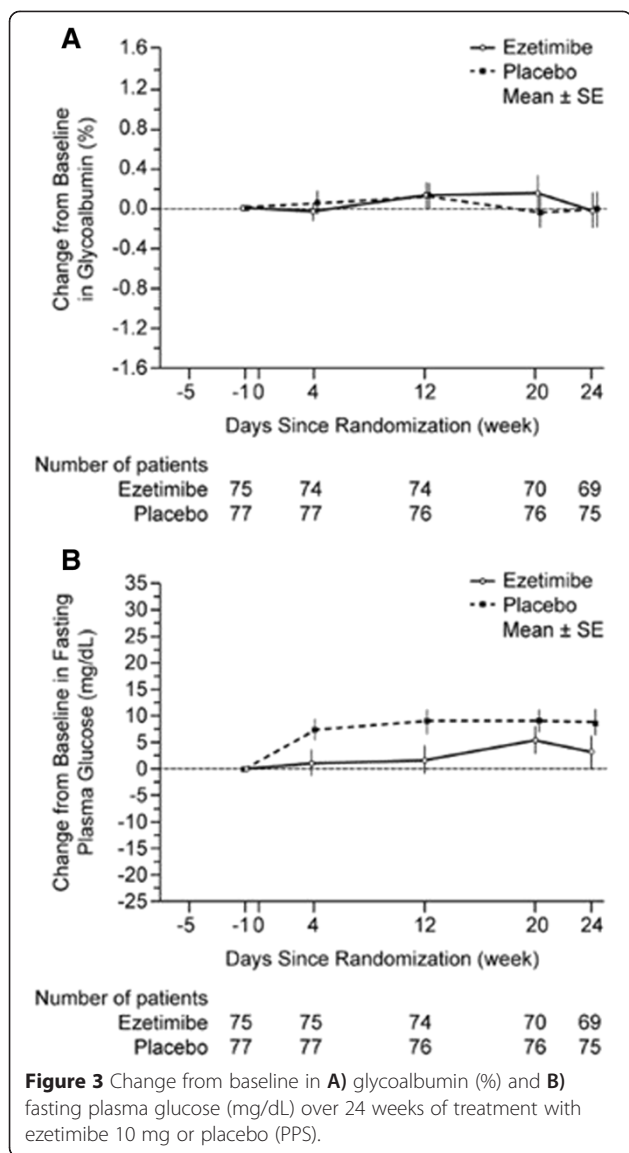 A
1.6
1.2
0.8
0.4
0.0
-0.4
-0.8
-1.2
-1.6
Change from Baseline
in Glycoalbumin (%)
Ezetimibe
Placebo
Mean ± SE
-5 -1 0 4 12 20 24
Days Since Randomization (week)
Number of patients
Ezetimibe 75 74 74 70 69
Placebo 77 77 76 76 75
B
35
30
25
20
15
10
5
0
-5
-10
-15
-20
-25
Change from Baseline in Fasting
Plasma Glucose (mg/dL)
Ezetimibe
Placebo
Mean ± SE
-5 -1 0 4 12 20 24
Days Since Randomization (week)
Number of patients
Ezetimibe 75 75 74 70 69
Placebo 77 77 76 76 75
Figure 3 Change from baseline in A) glycoalbumin (%) and B)
fasting plasma glucose (mg/dL) over 24 weeks of treatment with
ezetimibe 10 mg or placebo (PPS).